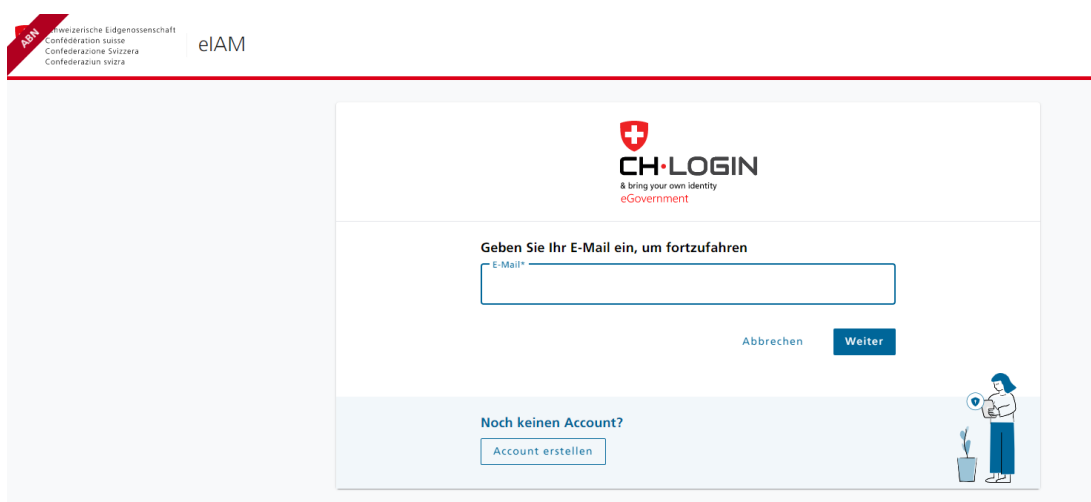 ABN
Schweizerische Eidgenossenschaft
Confédération suisse
Confederazione Svizzera
Confederaziun svizra
eIAM
CH·LOGIN
& bring your own identity
eGovernment
Geben Sie Ihr E-Mail ein, um fortzufahren
E-Mail*
Abbrechen
Weiter
Noch keinen Account?
Account erstellen